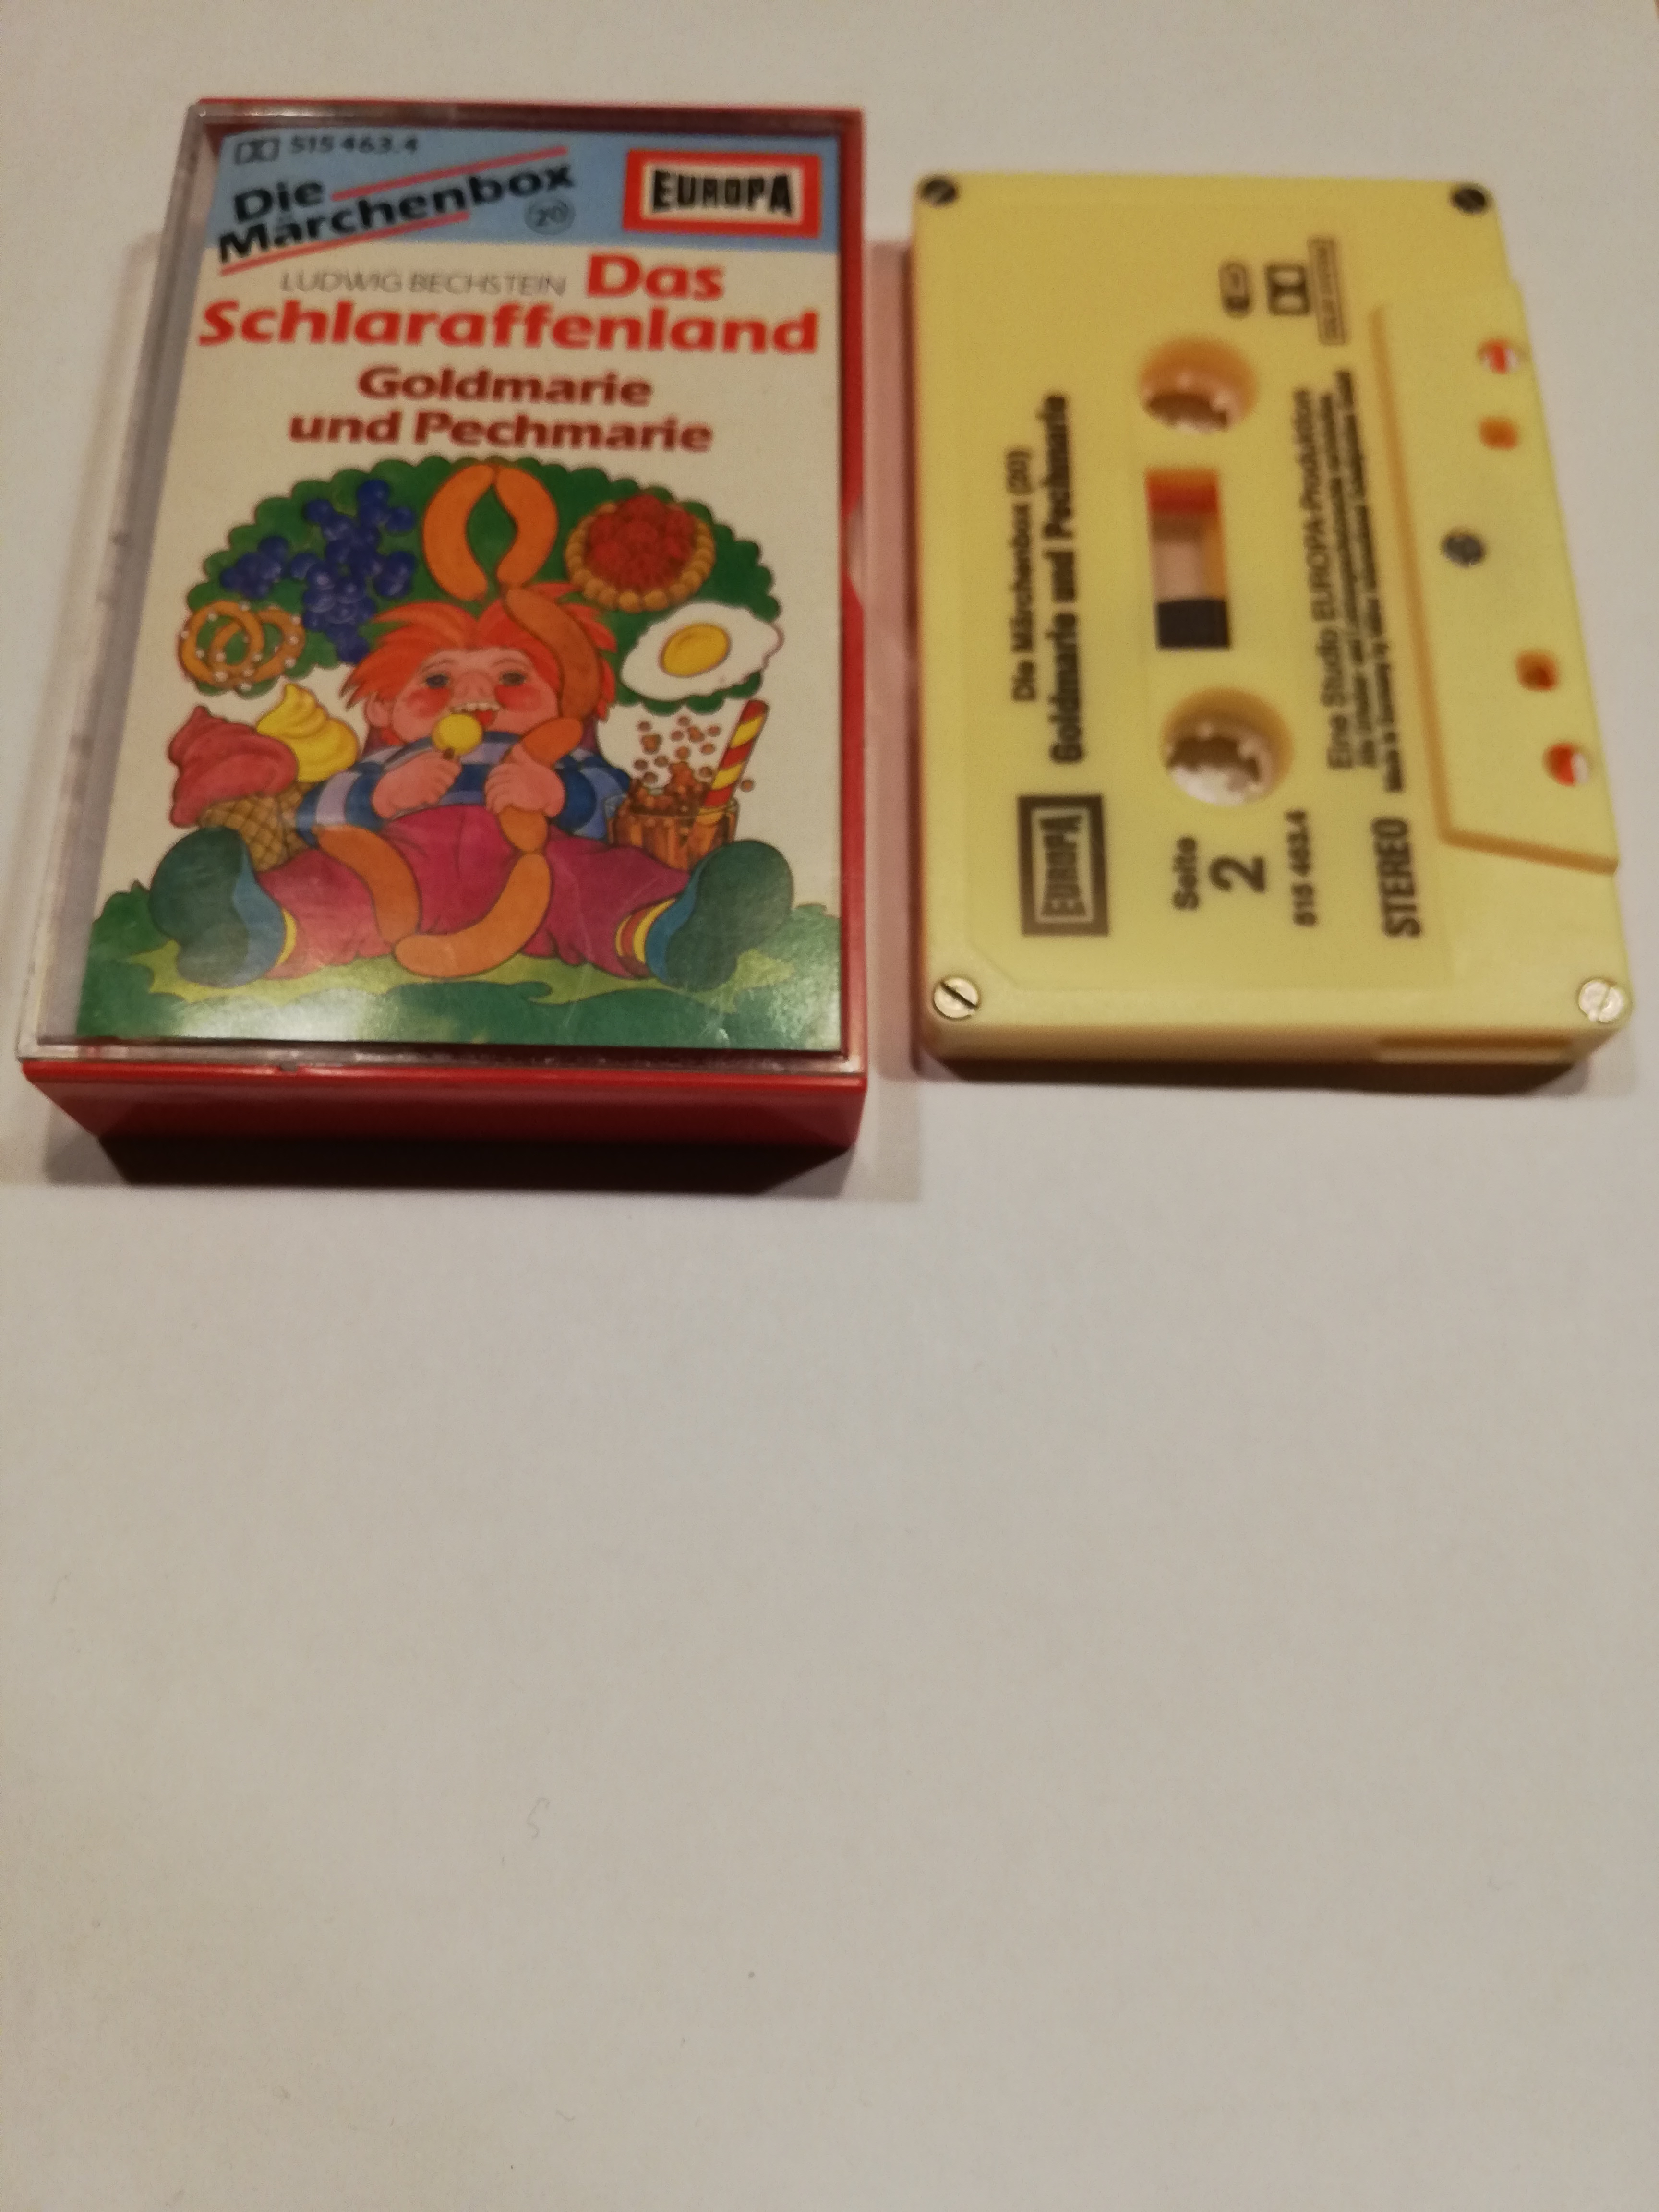 515 463.4
Die
Märchenbox
20
EUROPA
LUDWIG BECHSTEIN Das
Schlaraffenland
Goldmarie
und Pechmarie
Die Märchenbox (20)
Goldmarie und Pechmarie
EUROPA
Seite
2
515 463.4
STEREO
Eine Studio EUROPA-Produktion